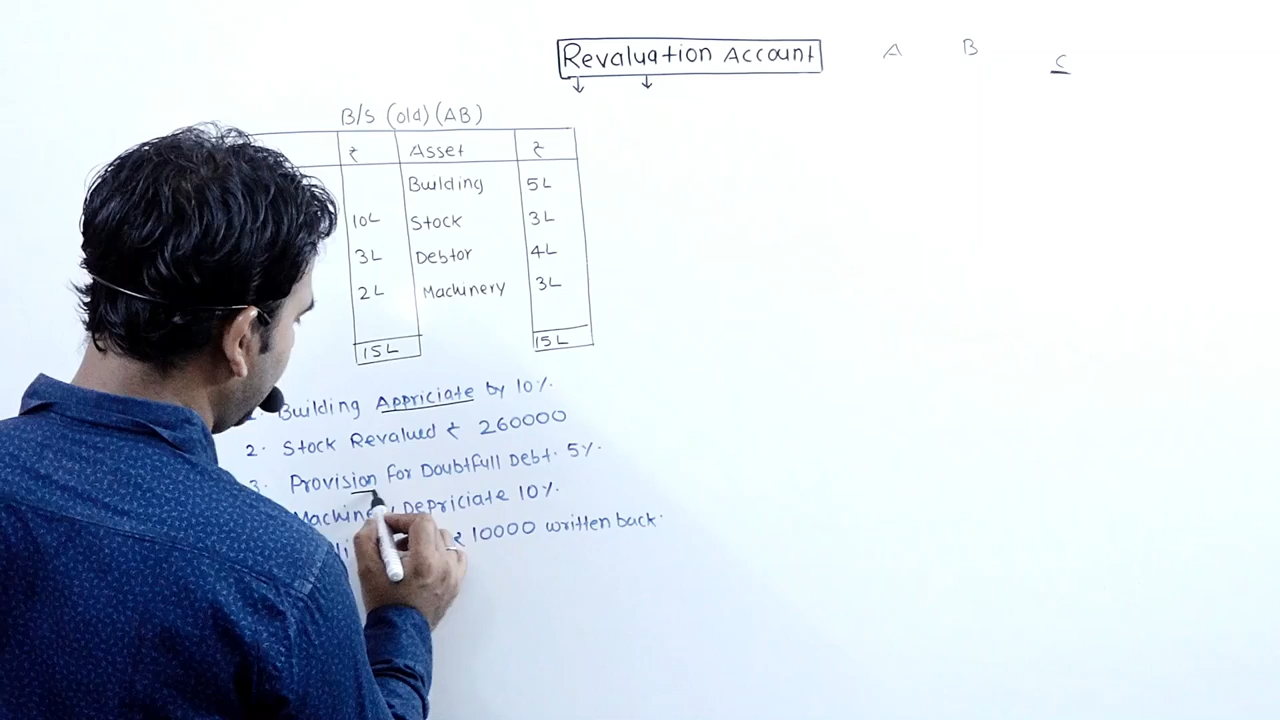 Revaluation Account A B C
B/S (old) (AB)
₹ Asset ₹
Building 5L
10L Stock 3L
3L Debtor 4L
2L Machinery 3L
15L 15L
Building Appriciate by 10%.
2. Stock Revalued ₹ 260000
3. Provision for Doubtfull Debt. 5%.
Machinery Depriciate 10%.
₹ 10000 written back.